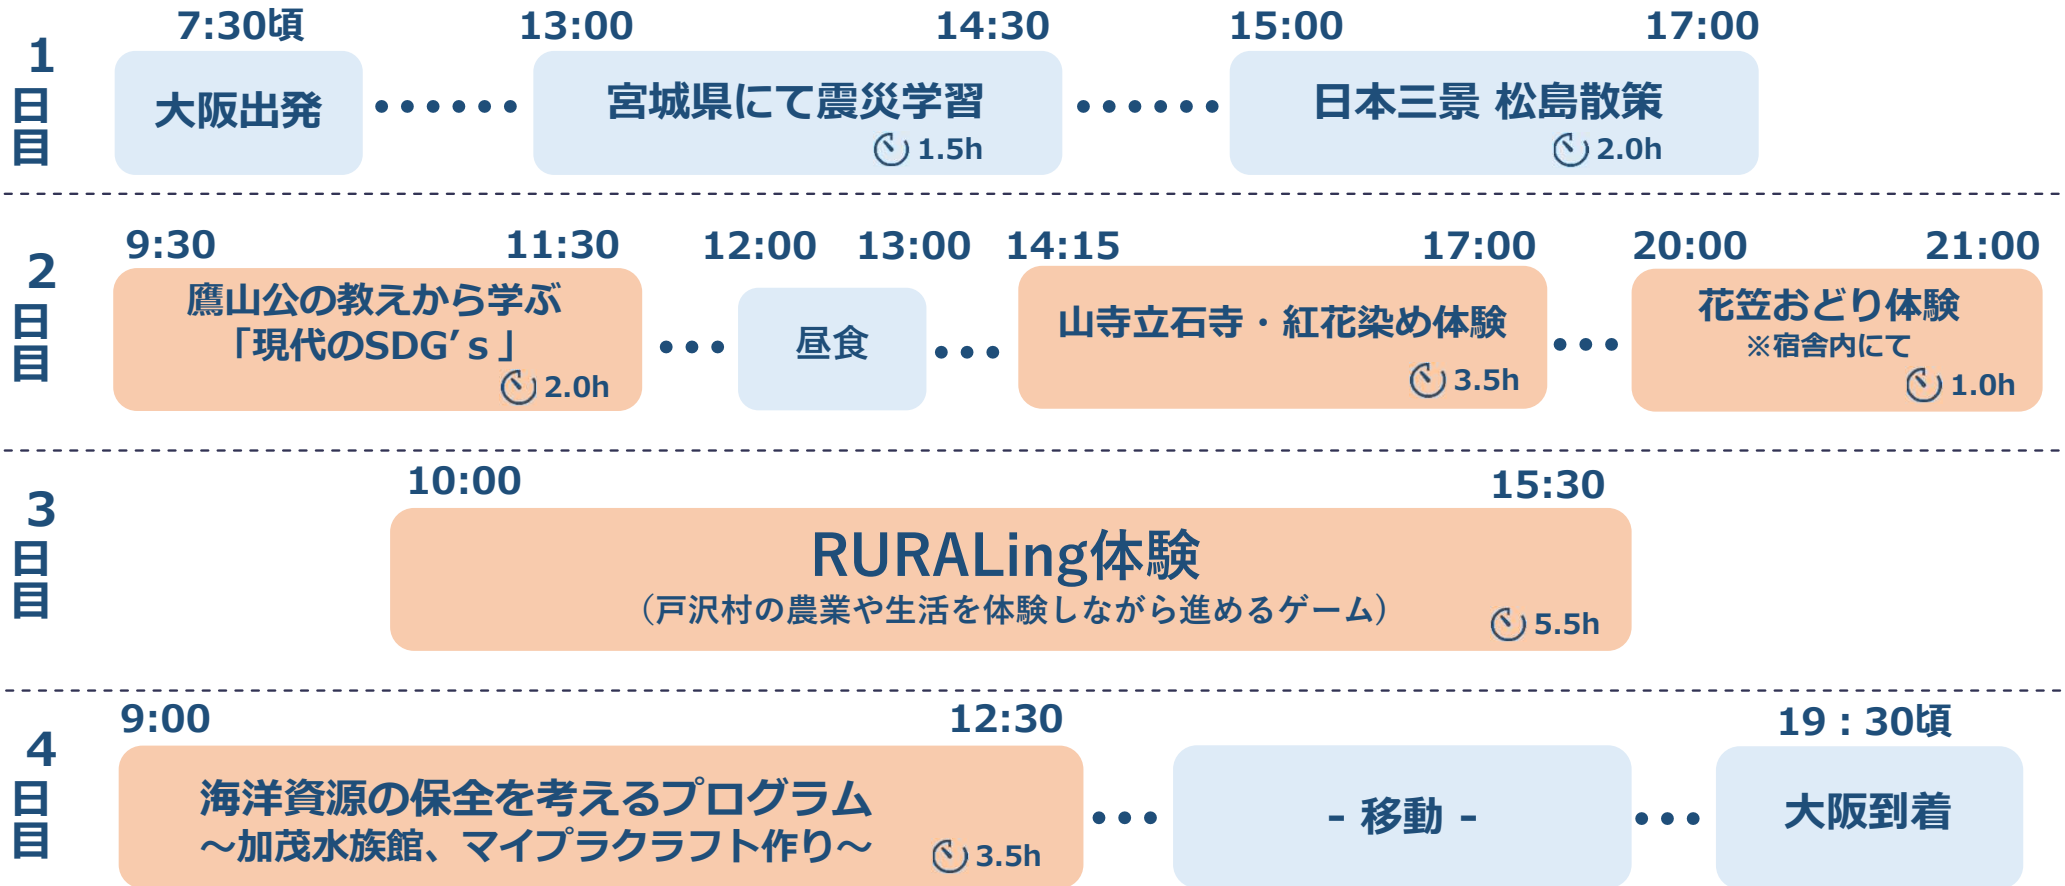 1日目
7:30頃 13:00 14:30 15:00 17:00
大阪出発
宮城県にて震災学習
1.5h
日本三景 松島散策
2.0h
2日目
9:30 11:30 12:00 13:00 14:15 17:00 20:00 21:00
鷹山公の教えから学ぶ
「現代のSDG’s」
2.0h
昼食
山寺立石寺・紅花染め体験
3.5h
花笠おどり体験
※宿舎内にて
1.0h
3日目
10:00 15:30
RURALing体験
（戸沢村の農業や生活を体験しながら進めるゲーム）
5.5h
4日目
9:00 12:30 19：30頃
海洋資源の保全を考えるプログラム
～加茂水族館、マイプラクラフト作り～
3.5h
- 移動 -
大阪到着